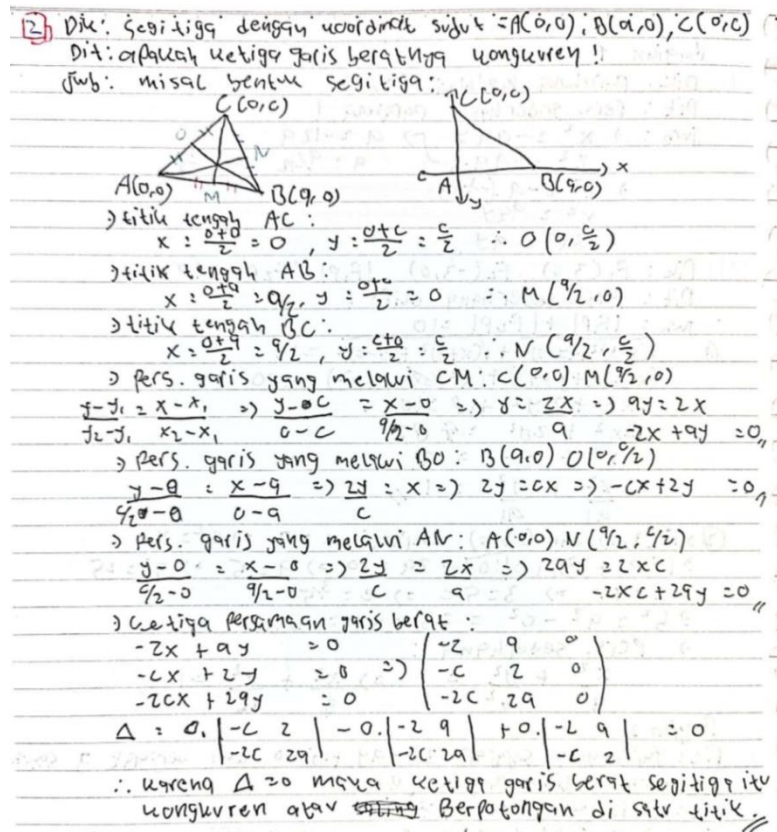 2) Dik: Segitiga dengan koordinat sudut = A(0,0), B(a,0), C(0,c)
Dit: apakah ketiga garis beratnya kongkuren!
Jwb: misal bentuk segitiga:
C(0,c) C(0,c)
O N
A(0,0) M B(a,0) A B(a,0) x
y
⇒ titik tengah AC:
x = (0+0)/2 = 0 , y = (0+c)/2 = c/2 ∴ O(0, c/2)
⇒ titik tengah AB:
x = (0+a)/2 = a/2, y = (0+0)/2 = 0 ∴ M(a/2,0)
⇒ titik tengah BC:
x = (0+a)/2 = a/2 , y = (c+0)/2 = c/2 ∴ N(a/2, c/2)
⇒ Pers. garis yang melalui CM: C(0,0) M(a/2,0)
(y-y₁)/(y₂-y₁) = (x-x₁)/(x₂-x₁) ⇒ (y-c)/(0-c) = (x-0)/(a/2-0) ⇒ y = 2x/a ⇒ ay = 2x
-2x + ay = 0,,
⇒ Pers. garis yang melalui BO: B(a,0) O(0,c/2)
(y-0)/(c/2-0) = (x-a)/(0-a) ⇒ 2y/c = x ⇒ 2y = cx ⇒ -cx + 2y = 0,,
⇒ Pers. garis yang melalui AN: A(0,0) N(a/2, c/2)
(y-0)/(c/2-0) = (x-0)/(a/2-0) ⇒ 2y/c = 2x/a ⇒ 2ay = 2xc
-2xc + 2ay = 0,,
⇒ Ketiga Persamaan garis berat:
-2x + ay = 0 | -2 a 0 |
-cx + 2y = 0 ⇒ | -c 2 0 |
-2cx + 2ay = 0 | -2c 2a 0 |
Δ = 0. |-c 2; -2c 2a| - 0. |-2 a; -2c 2a| + 0. |-2 a; -c 2| = 0
∴ karena Δ=0 maka ketiga garis berat segitiga itu
kongkuren atau Berpotongan di satu titik.